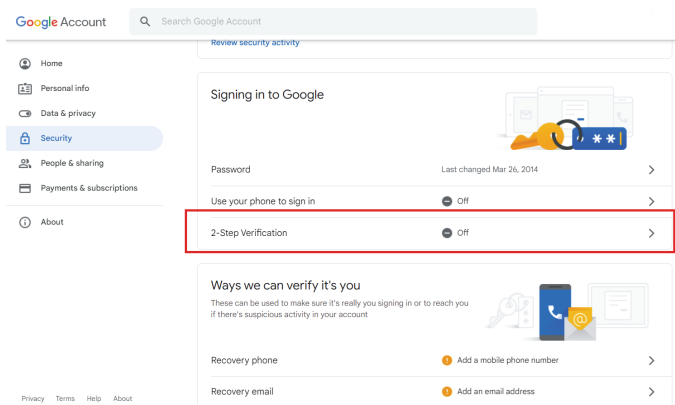 Google Account
Search Google Account
Review security activity
Home
Personal info
Data & privacy
Security
People & sharing
Payments & subscriptions
About
Signing in to Google
**
Password Last changed Mar 26, 2014
Use your phone to sign in Off
2-Step Verification Off
Ways we can verify it's you
These can be used to make sure it's really you signing in or to reach you
if there's suspicious activity in your account
@
Recovery phone Add a mobile phone number
Recovery email Add an email address
Privacy Terms Help About